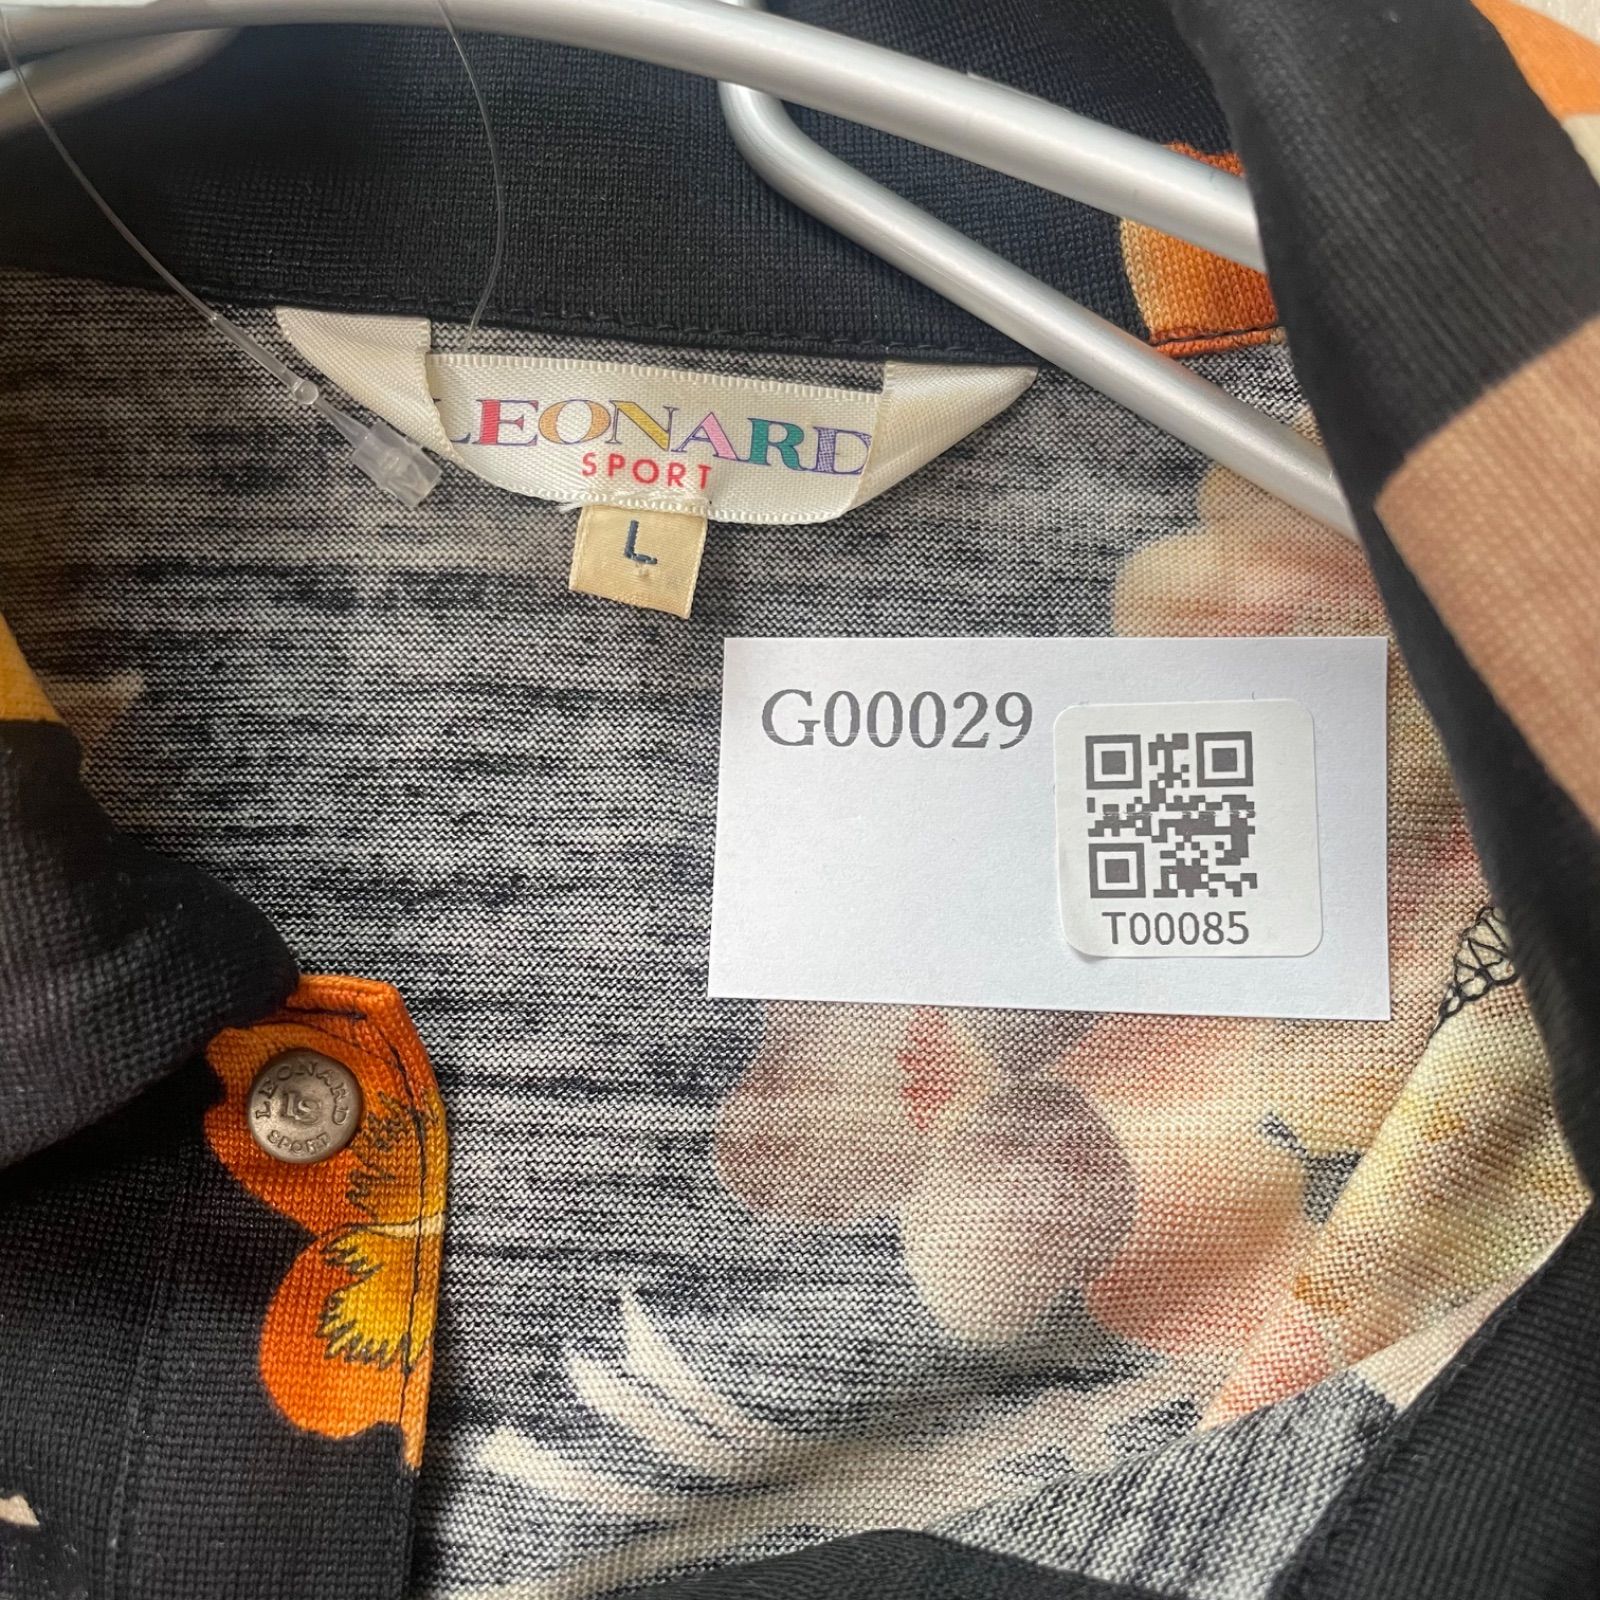 LEONARD
SPORT
L
G00029
T00085
LEONARD
LS
SPORT